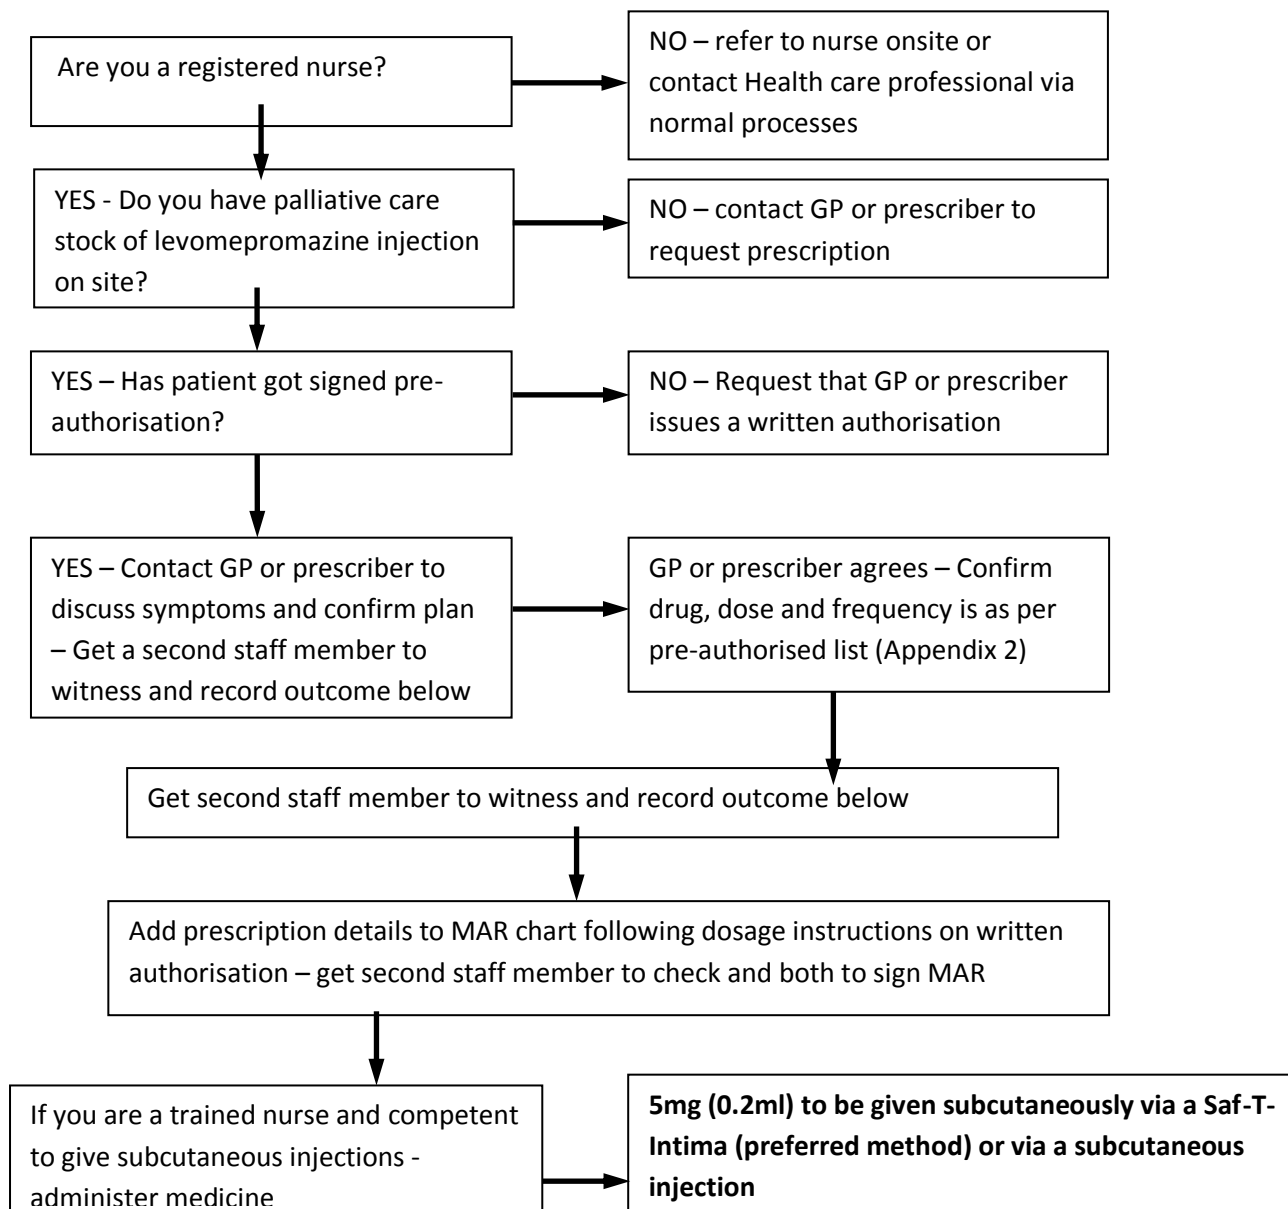 Are you a registered nurse?
NO – refer to nurse onsite or
contact Health care professional via
normal processes
YES - Do you have palliative care
stock of levomepromazine injection
on site?
NO – contact GP or prescriber to
request prescription
YES – Has patient got signed pre-
authorisation?
NO – Request that GP or prescriber
issues a written authorisation
YES – Contact GP or prescriber to
discuss symptoms and confirm plan
– Get a second staff member to
witness and record outcome below
GP or prescriber agrees – Confirm
drug, dose and frequency is as per
pre-authorised list (Appendix 2)
Get second staff member to witness and record outcome below
Add prescription details to MAR chart following dosage instructions on written
authorisation – get second staff member to check and both to sign MAR
If you are a trained nurse and competent
to give subcutaneous injections -
administer medicine
5mg (0.2ml) to be given subcutaneously via a Saf-T-
Intima (preferred method) or via a subcutaneous
injection